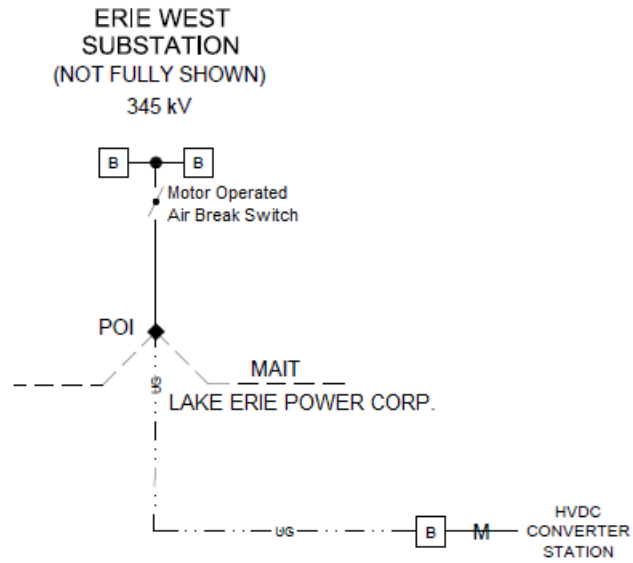 ERIE WEST
SUBSTATION
(NOT FULLY SHOWN)
345 kV
B B
Motor Operated
Air Break Switch
POI
MAIT
UG
LAKE ERIE POWER CORP.
UG
B M
HVDC
CONVERTER
STATION